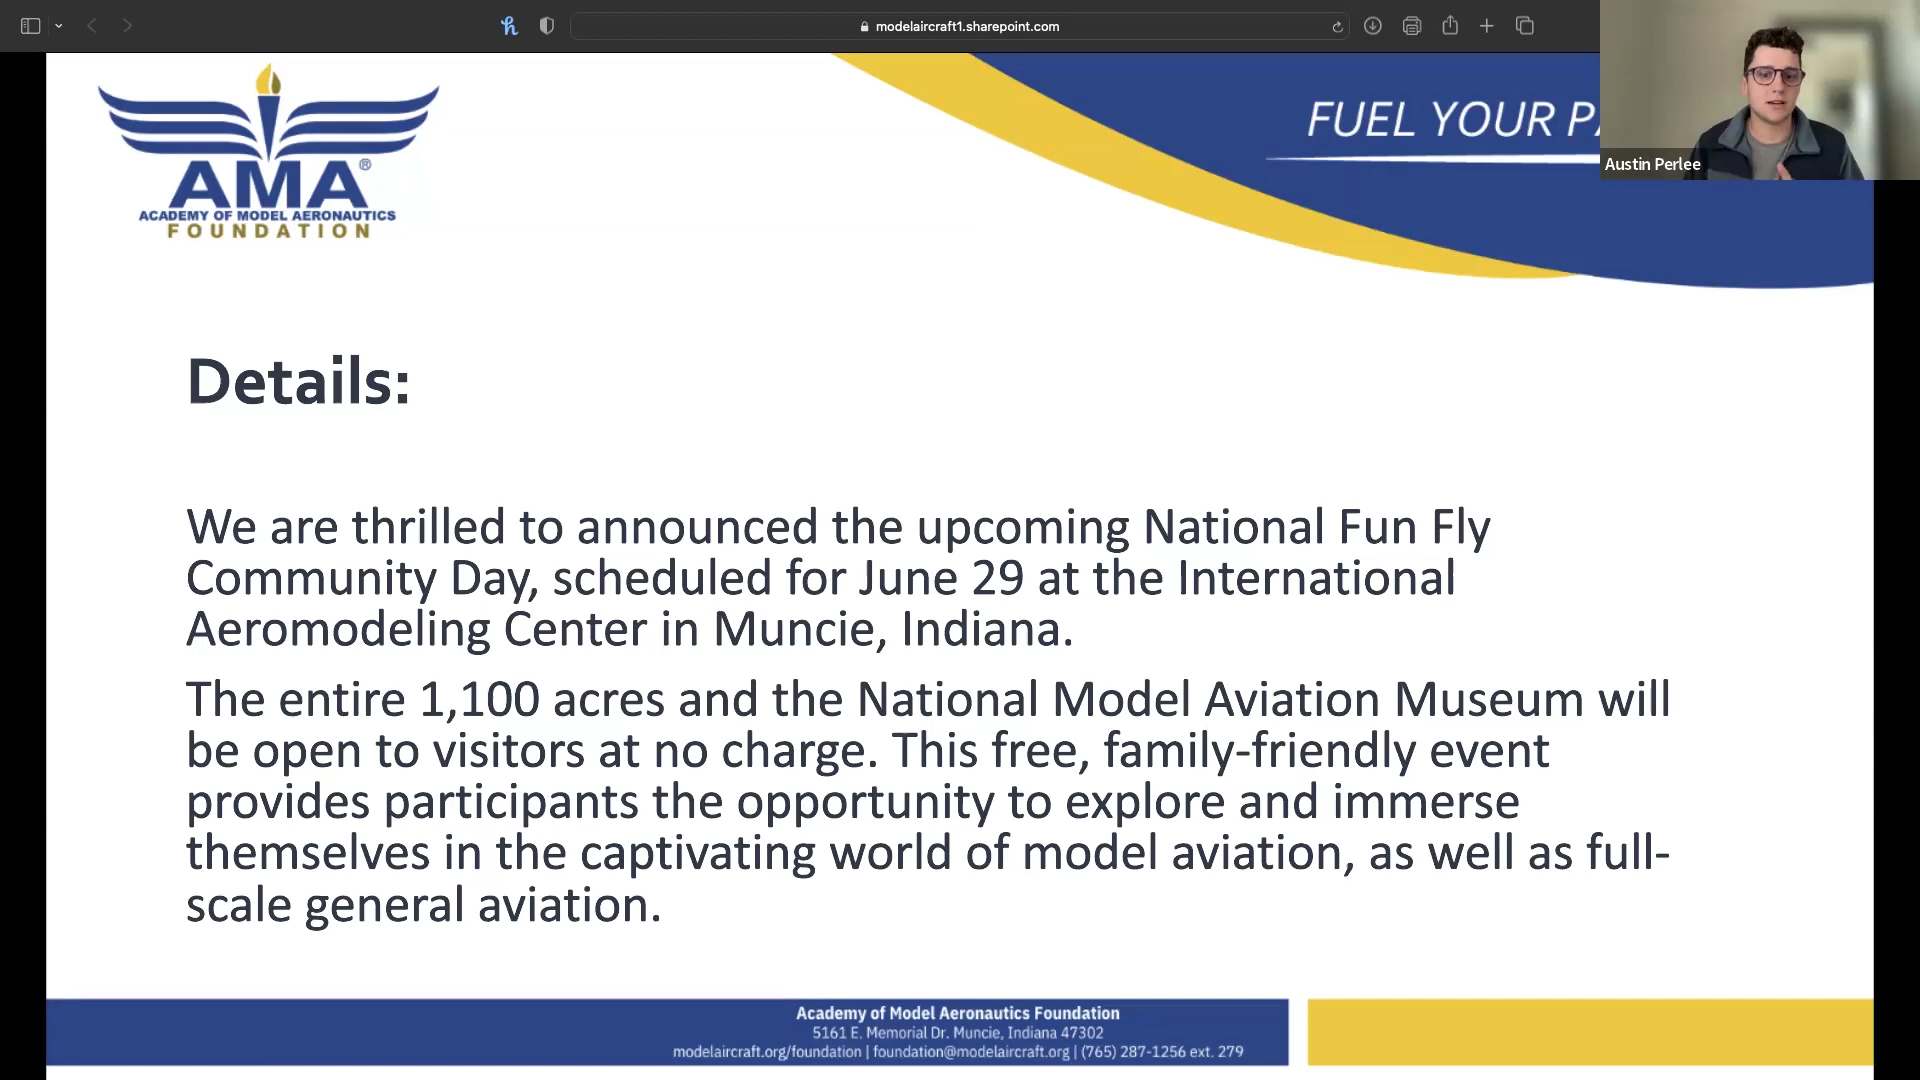 modelaircraft1.sharepoint.com
FUEL YOUR
Austin Perlee
AMA®
ACADEMY OF MODEL AERONAUTICS
FOUNDATION
Details:
We are thrilled to announced the upcoming National Fun Fly
Community Day, scheduled for June 29 at the International
Aeromodeling Center in Muncie, Indiana.
The entire 1,100 acres and the National Model Aviation Museum will
be open to visitors at no charge. This free, family-friendly event
provides participants the opportunity to explore and immerse
themselves in the captivating world of model aviation, as well as full-
scale general aviation.
Academy of Model Aeronautics Foundation
5161 E. Memorial Dr. Muncie, Indiana 47302
modelaircraft.org/foundation | foundation@modelaircraft.org | (765) 287-1256 ext. 279